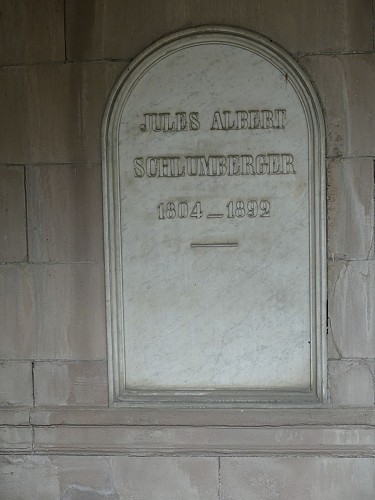 JULES ALBERT
SCHLUMBERGER
1804 — 1892